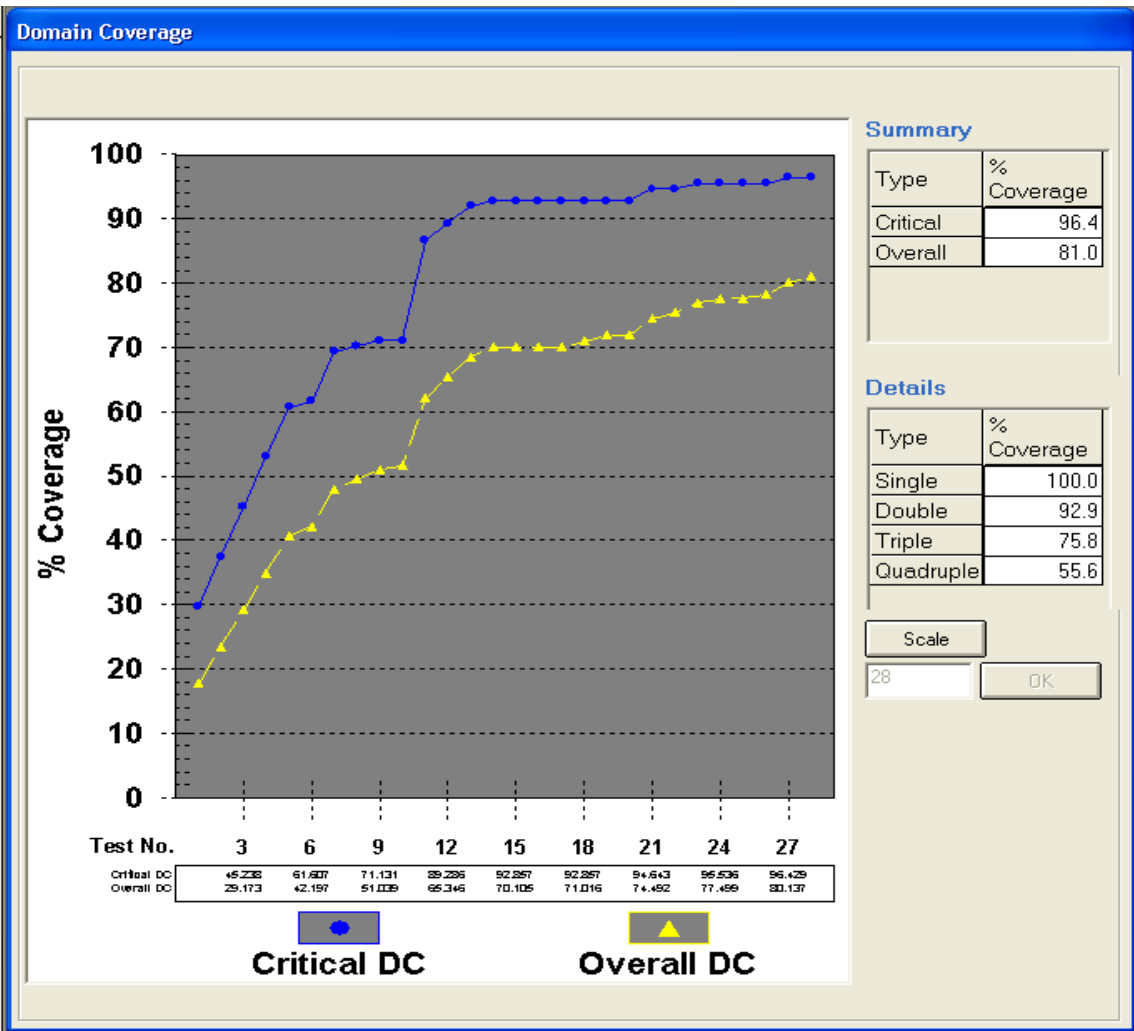 Domain Coverage
Summary
Type % Coverage
Critical 96.4
Overall 81.0
Details
Type % Coverage
Single 100.0
Double 92.9
Triple 75.8
Quadruple 55.6
Scale
28 OK
% Coverage
100
90
80
70
60
50
40
30
20
10
0
Test No. 3 6 9 12 15 18 21 24 27
Critical DC 45.238 61.607 71.131 89.286 92.857 92.857 94.643 95.536 96.429
Overall DC 29.173 42.197 51.039 65.346 70.105 71.016 74.492 77.499 80.137
Critical DC Overall DC